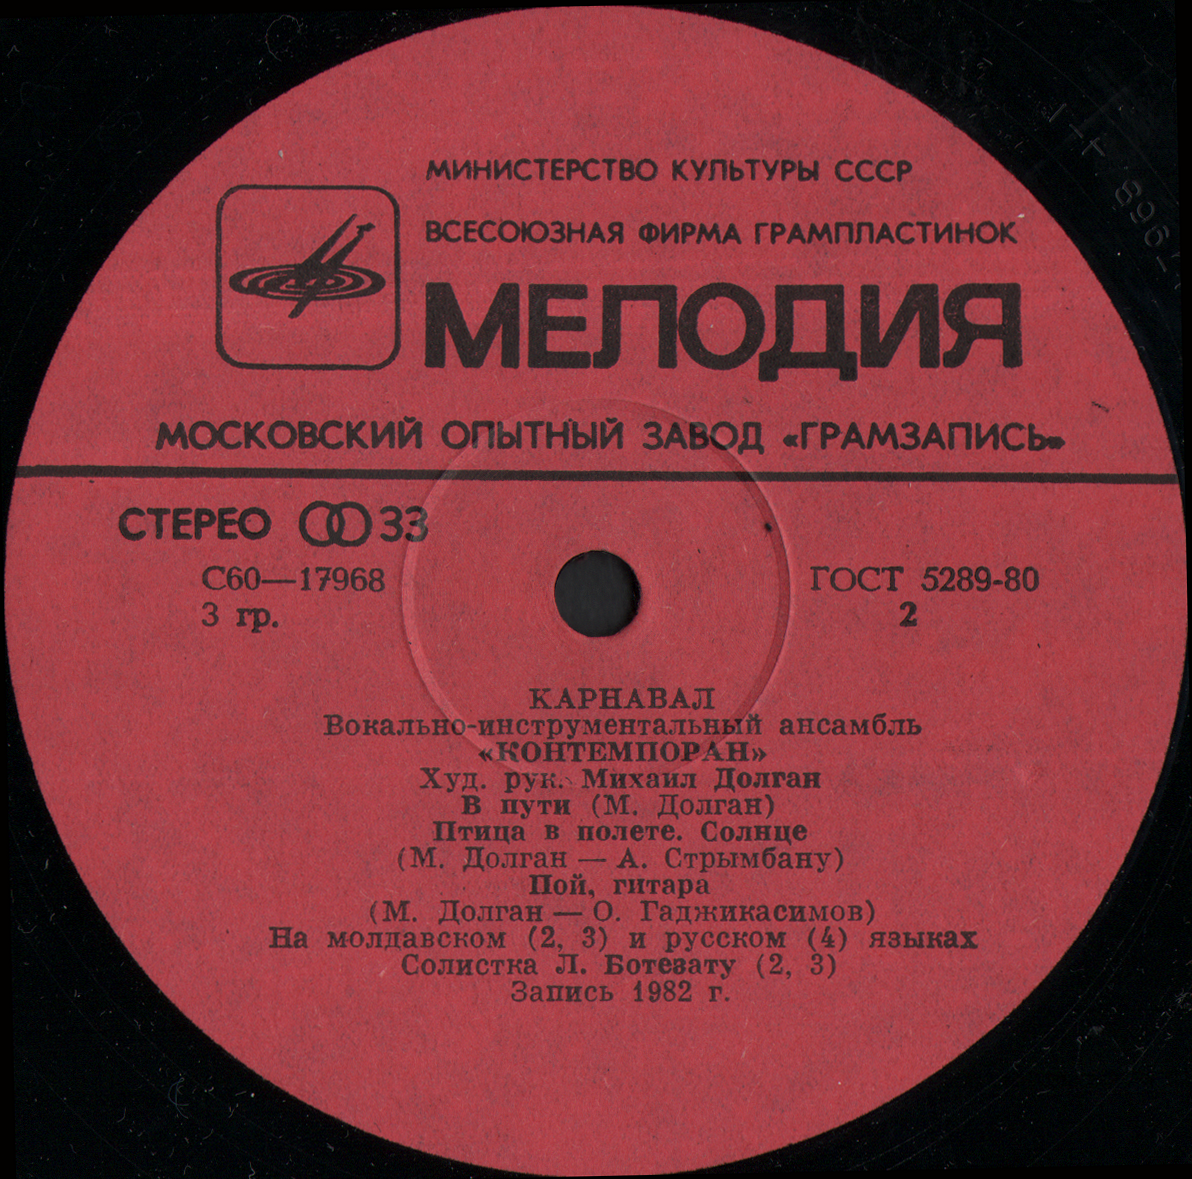 МИНИСТЕРСТВО КУЛЬТУРЫ СССР
ВСЕСОЮЗНАЯ ФИРМА ГРАМПЛАСТИНОК
МЕЛОДИЯ
МОСКОВСКИЙ ОПЫТНЫЙ ЗАВОД «ГРАМЗАПИСЬ»
СТЕРЕО 33
С60—17968
3 гр.
ГОСТ 5289-80
2
КАРНАВАЛ
Вокально-инструментальный ансамбль
«КОНТЕМПОРАН»
Худ. рук. Михаил Долган
В пути (М. Долган)
Птица в полете. Солнце
(М. Долган — А. Стрымбану)
Пой, гитара
(М. Долган — О. Гаджикасимов)
На молдавском (2, 3) и русском (4) языках
Солистка Л. Ботезату (2, 3)
Запись 1982 г.